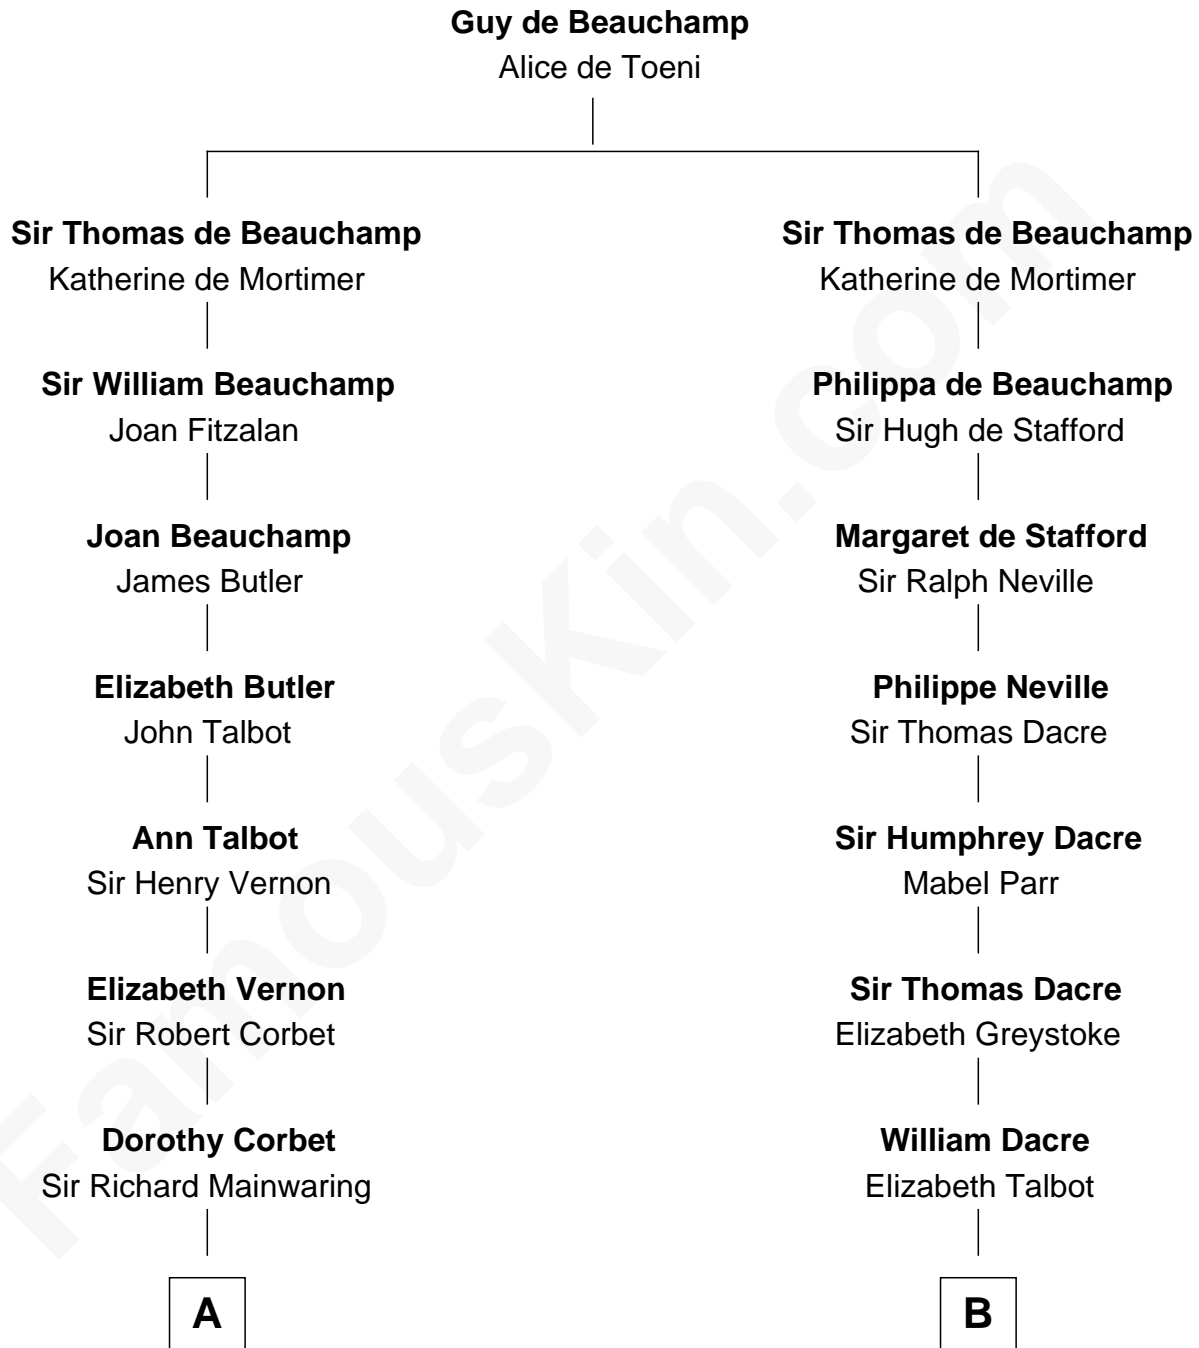 Guy de Beauchamp
Alice de Toeni
Sir Thomas de Beauchamp
Katherine de Mortimer
Sir William Beauchamp
Joan Fitzalan
Joan Beauchamp
James Butler
Elizabeth Butler
John Talbot
Ann Talbot
Sir Henry Vernon
Elizabeth Vernon
Sir Robert Corbet
Dorothy Corbet
Sir Richard Mainwaring
A
Sir Thomas de Beauchamp
Katherine de Mortimer
Philippa de Beauchamp
Sir Hugh de Stafford
Margaret de Stafford
Sir Ralph Neville
Philippe Neville
Sir Thomas Dacre
Sir Humphrey Dacre
Mabel Parr
Sir Thomas Dacre
Elizabeth Greystoke
William Dacre
Elizabeth Talbot
B
FamousKin.com